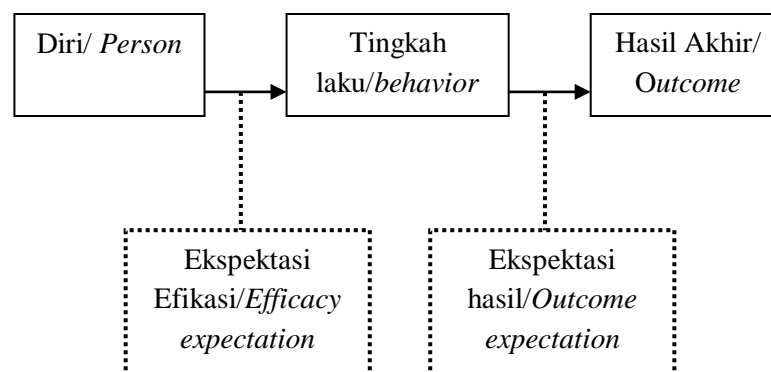 Diri/ Person
Tingkah
laku/behavior
Hasil Akhir/
Outcome
Ekspektasi
Efikasi/Efficacy
expectation
Ekspektasi
hasil/Outcome
expectation